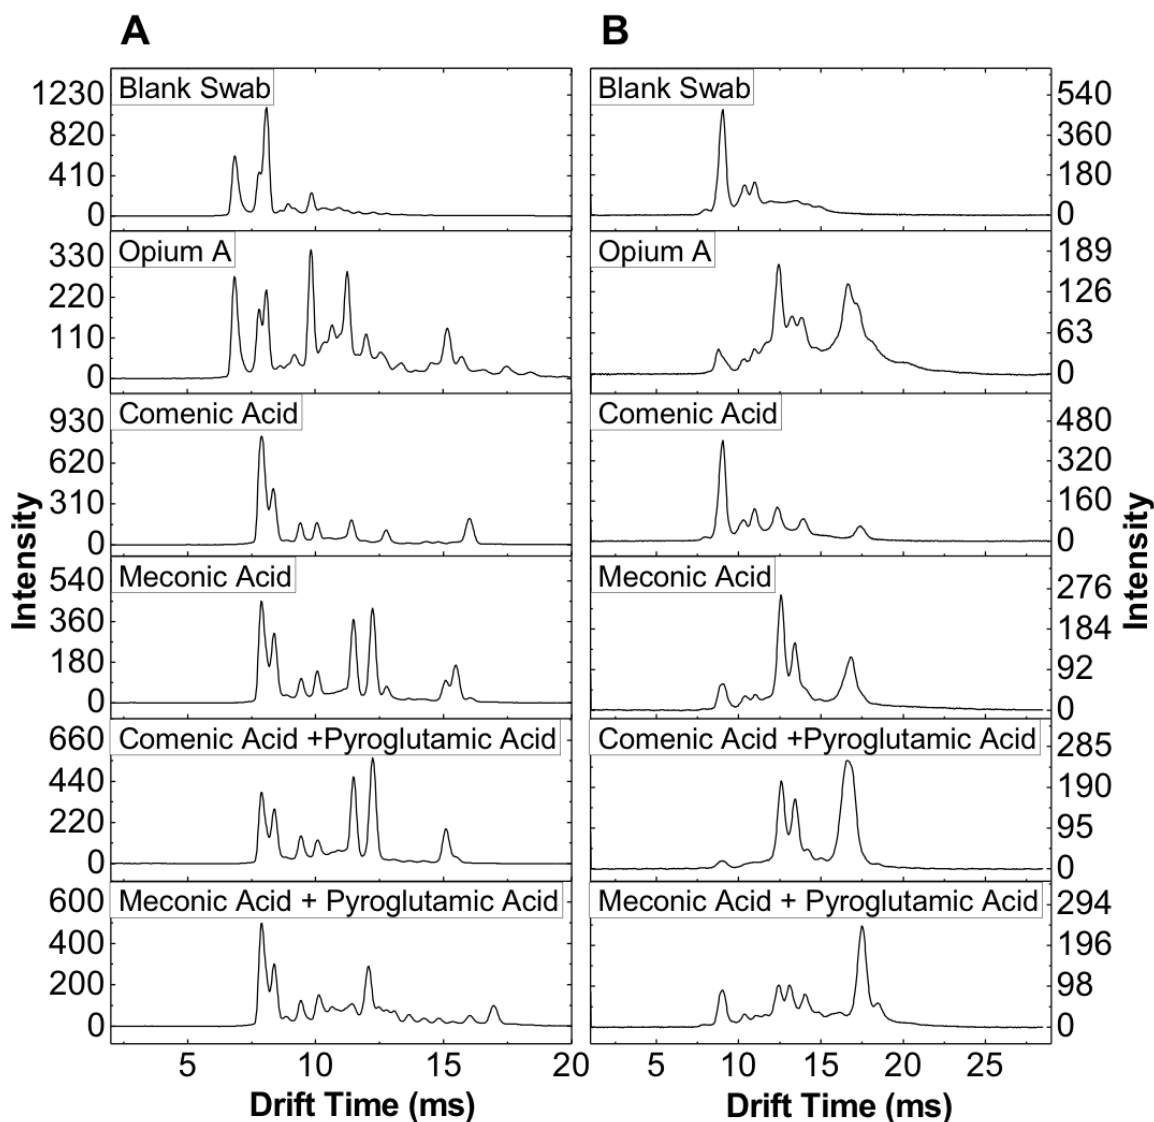 A
B
Intensity
Blank Swab
1230
820
410
0
Blank Swab
540
360
180
0
Opium A
330
220
110
0
Opium A
189
126
63
0
Comenic Acid
930
620
310
0
Comenic Acid
480
320
160
0
Meconic Acid
540
360
180
0
Meconic Acid
276
184
92
0
Comenic Acid +Pyroglutamic Acid
660
440
220
0
Comenic Acid +Pyroglutamic Acid
285
190
95
0
Meconic Acid + Pyroglutamic Acid
600
400
200
0
Meconic Acid + Pyroglutamic Acid
294
196
98
0
Intensity
5 10 15 20
5 10 15 20 25
Drift Time (ms)
Drift Time (ms)